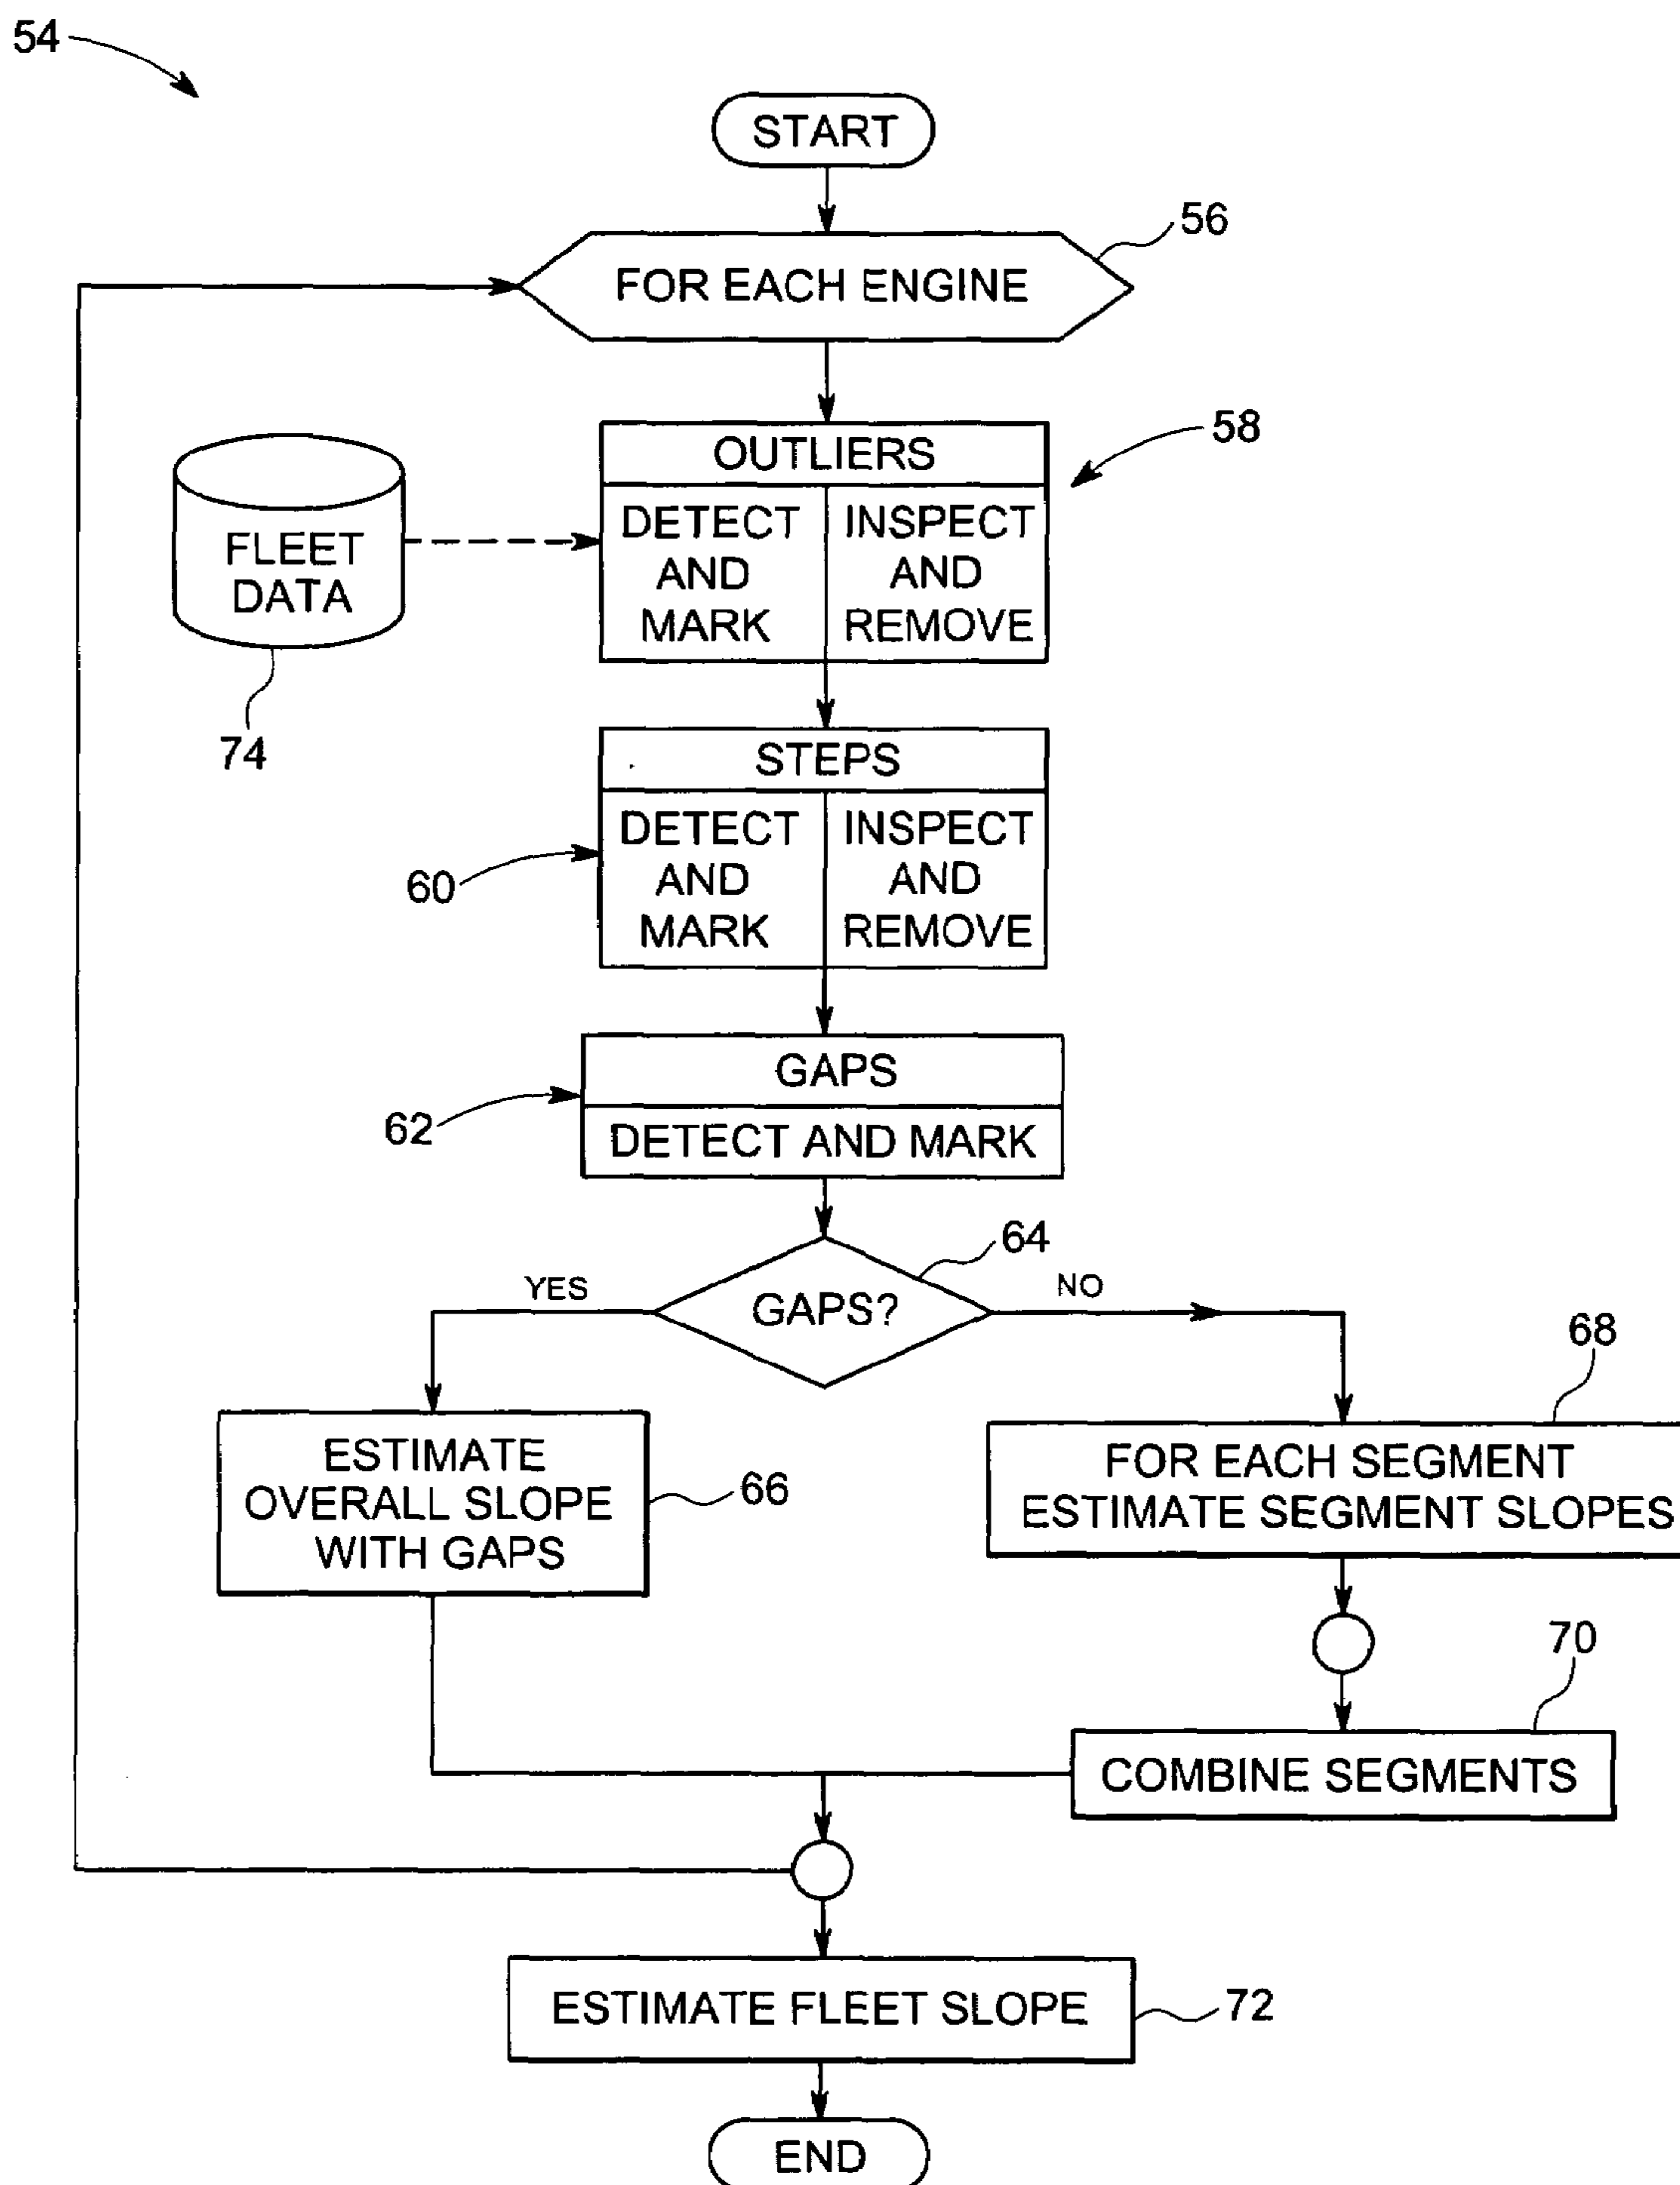 54
START
56
FOR EACH ENGINE
58
OUTLIERS
DETECT
AND
MARK
INSPECT
AND
REMOVE
FLEET
DATA
74
STEPS
DETECT
AND
MARK
INSPECT
AND
REMOVE
60
GAPS
DETECT AND MARK
62
64
GAPS?
YES
NO
ESTIMATE
OVERALL SLOPE
WITH GAPS
66
68
FOR EACH SEGMENT
ESTIMATE SEGMENT SLOPES
70
COMBINE SEGMENTS
ESTIMATE FLEET SLOPE
72
END